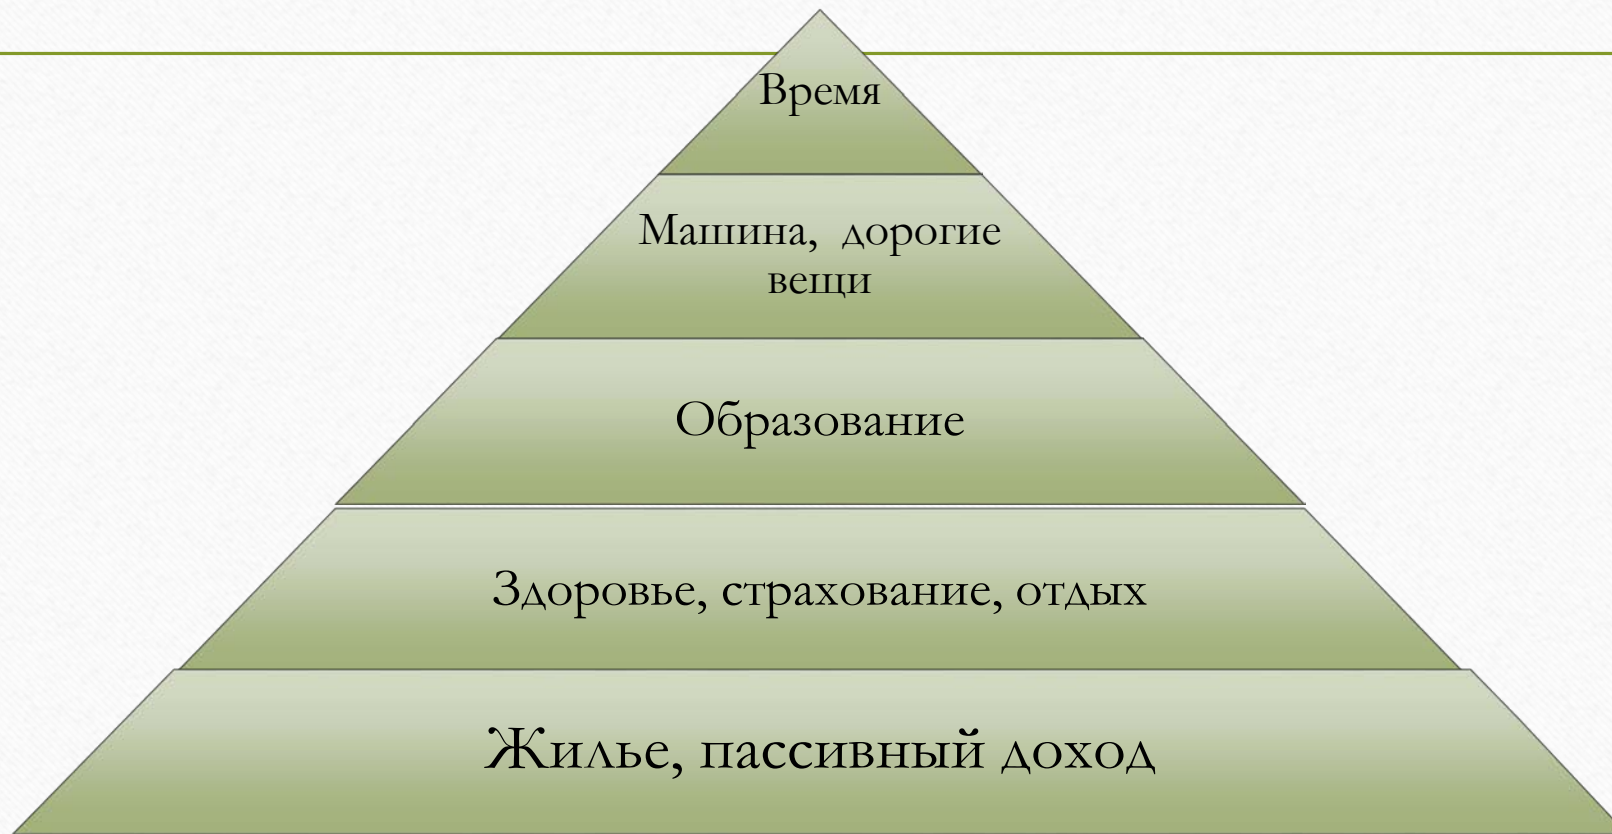 Время
Машина, дорогие
вещи
Образование
Здоровье, страхование, отдых
Жилье, пассивный доход